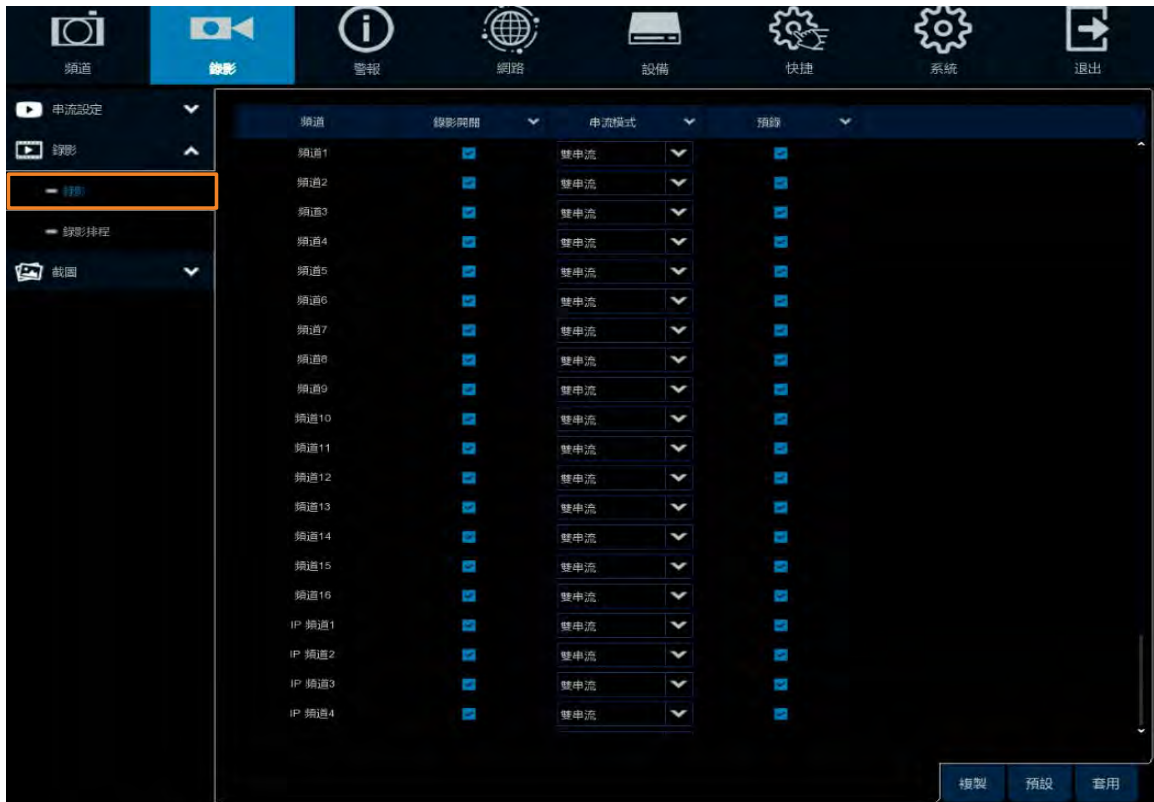 頻道 錄影 警報 網路 設備 快捷 系統 退出
串流設定
錄影
錄影
錄影排程
截圖
頻道 錄影開關 串流模式 預錄
頻道1 雙串流
頻道2 雙串流
頻道3 雙串流
頻道4 雙串流
頻道5 雙串流
頻道6 雙串流
頻道7 雙串流
頻道8 雙串流
頻道9 雙串流
頻道10 雙串流
頻道11 雙串流
頻道12 雙串流
頻道13 雙串流
頻道14 雙串流
頻道15 雙串流
頻道16 雙串流
IP 頻道1 雙串流
IP 頻道2 雙串流
IP 頻道3 雙串流
IP 頻道4 雙串流
複製 預設 套用